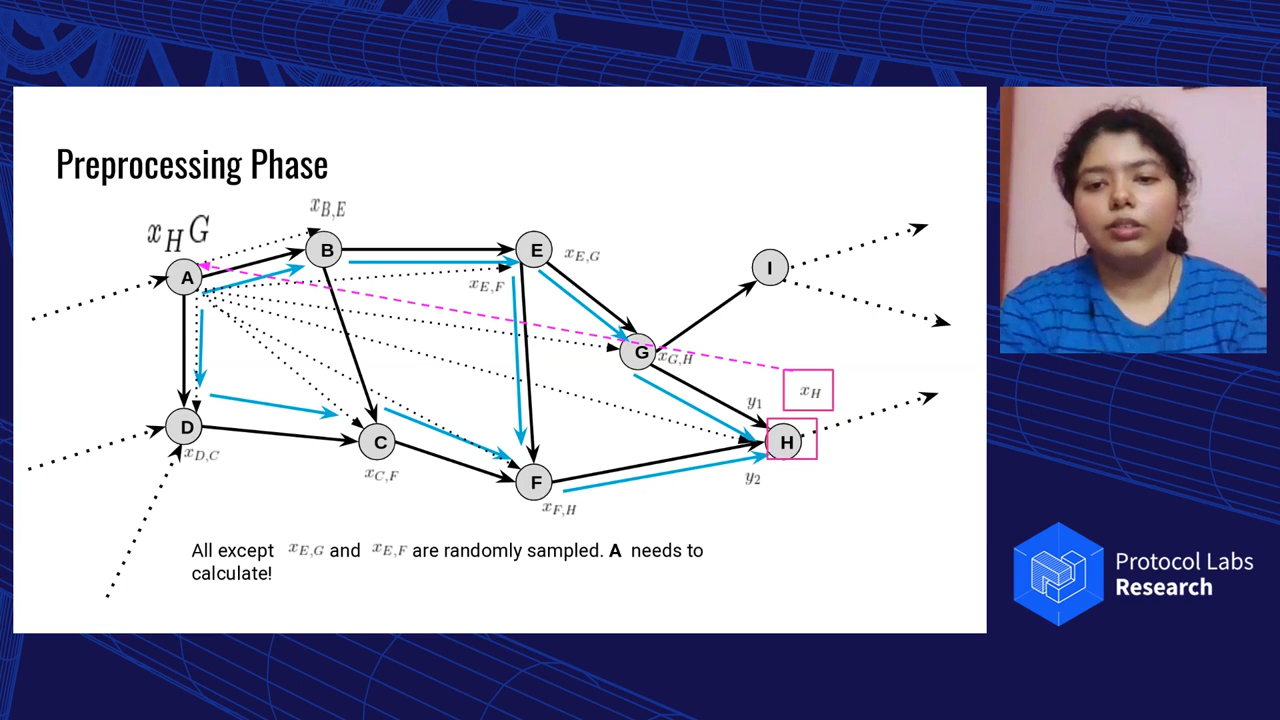 Preprocessing Phase
x_H G
x_{B,E}
A
B
E
x_{E,G}
x_{E,F}
I
G
x_{G,H}
x_H
y_1
D
x_{D,C}
C
x_{C,F}
H
y_2
F
x_{F,H}
All except x_{E,G} and x_{E,F} are randomly sampled. A needs to
calculate!
Protocol Labs
Research